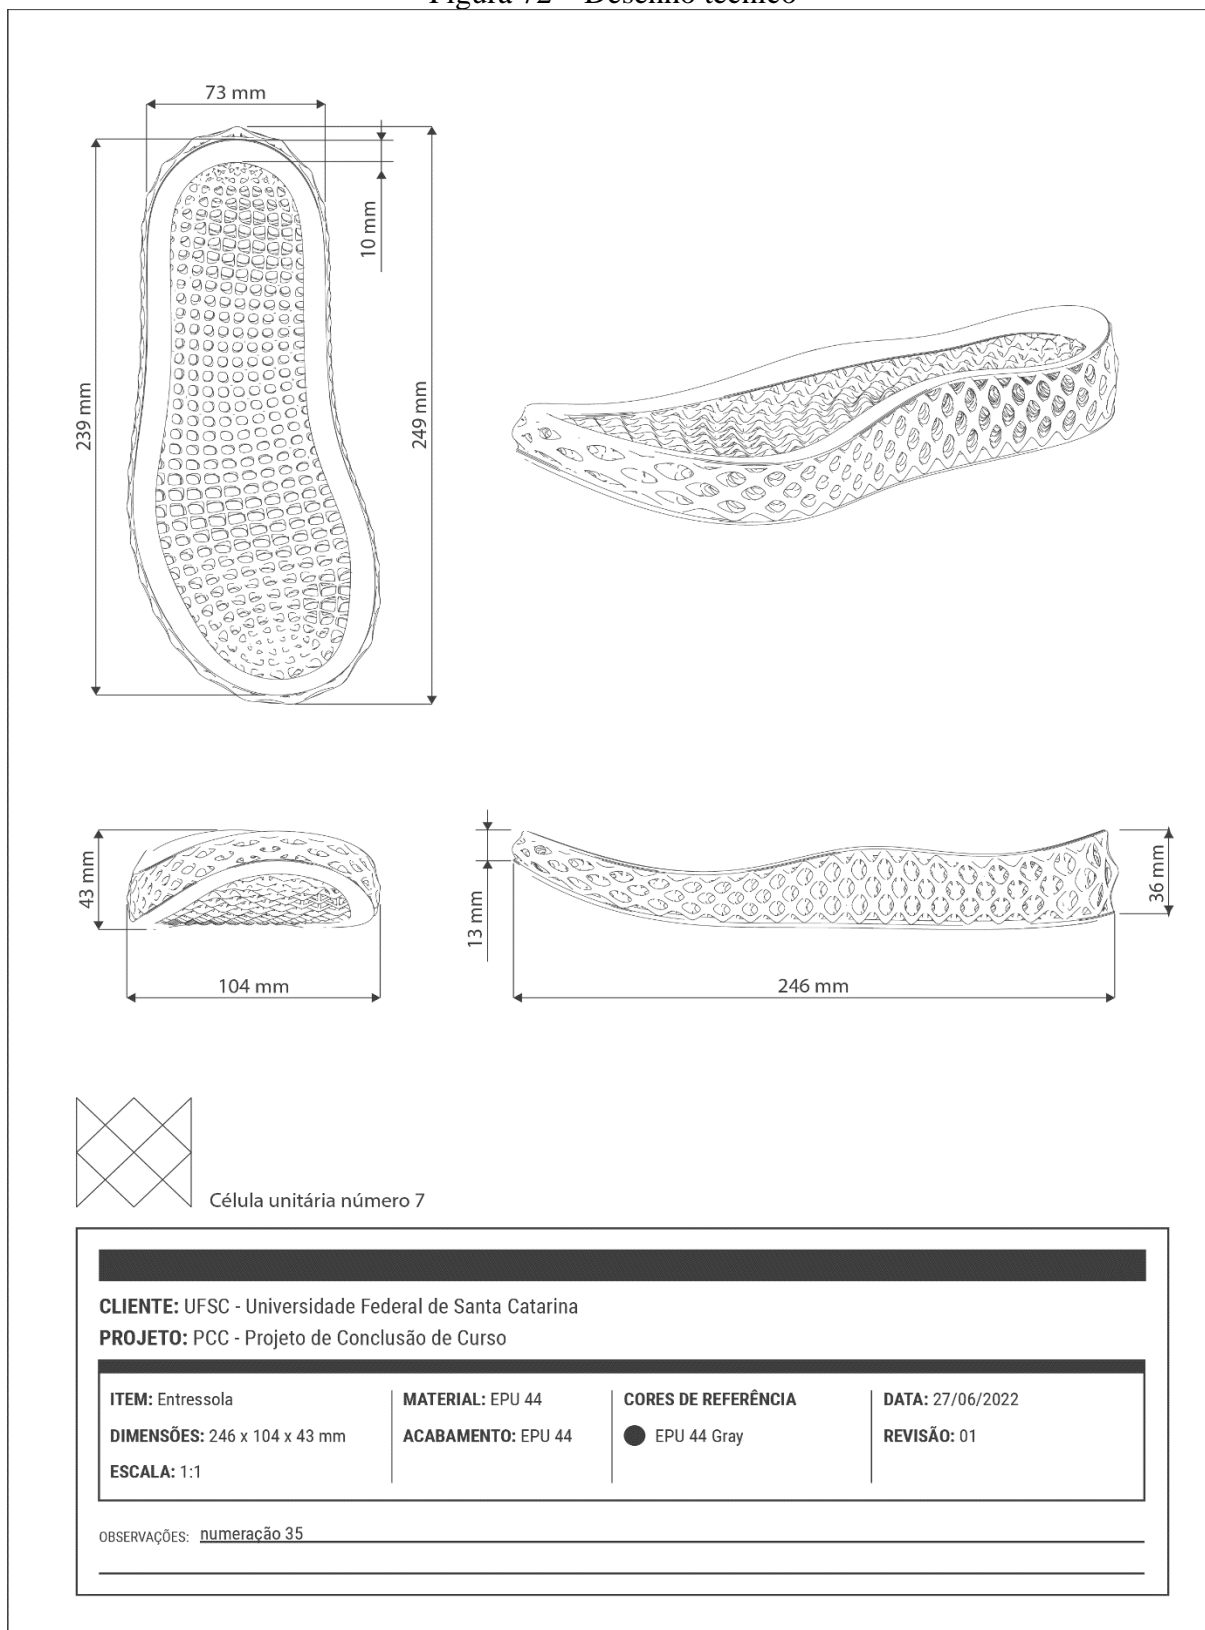 Figura 72 – Desenho técnico
73 mm
10 mm
239 mm
249 mm
43 mm
104 mm
13 mm
36 mm
246 mm
Célula unitária número 7
CLIENTE: UFSC - Universidade Federal de Santa Catarina
PROJETO: PCC - Projeto de Conclusão de Curso
ITEM: Entressola
DIMENSÕES: 246 x 104 x 43 mm
ESCALA: 1:1
MATERIAL: EPU 44
ACABAMENTO: EPU 44
CORES DE REFERÊNCIA
EPU 44 Gray
DATA: 27/06/2022
REVISÃO: 01
OBSERVAÇÕES: numeração 35